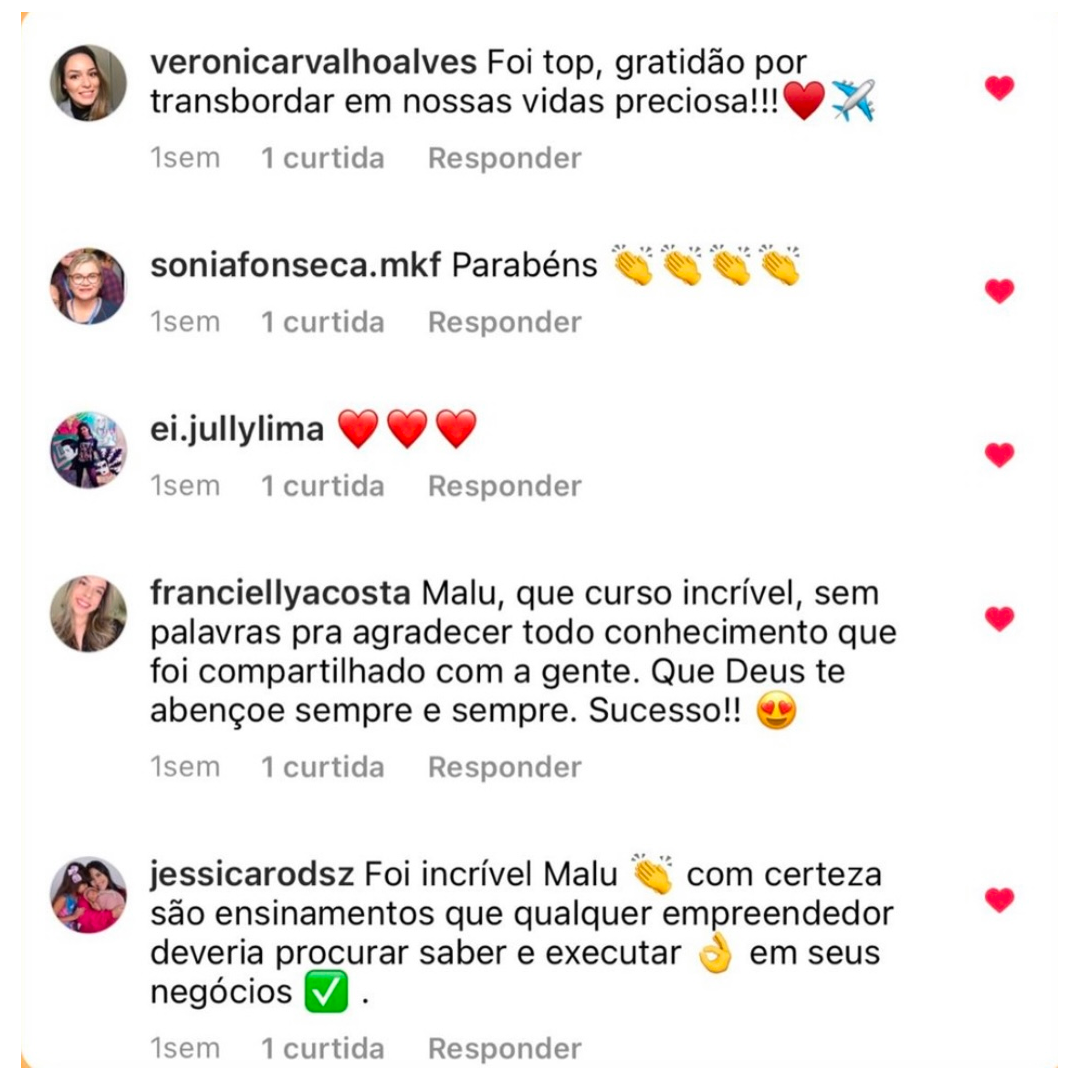 veronicarvalhoalves Foi top, gratidão por
transbordar em nossas vidas preciosa!!!❤️✈️
1sem 1 curtida Responder
soniafonseca.mkf Parabéns 👏👏👏👏
1sem 1 curtida Responder
ei.jullylima ❤️❤️❤️
1sem 1 curtida Responder
franciellyacosta Malu, que curso incrível, sem
palavras pra agradecer todo conhecimento que
foi compartilhado com a gente. Que Deus te
abençoe sempre e sempre. Sucesso!! 😍
1sem 1 curtida Responder
jessicarodsz Foi incrível Malu 👏 com certeza
são ensinamentos que qualquer empreendedor
deveria procurar saber e executar 👌 em seus
negócios ✅ .
1sem 1 curtida Responder